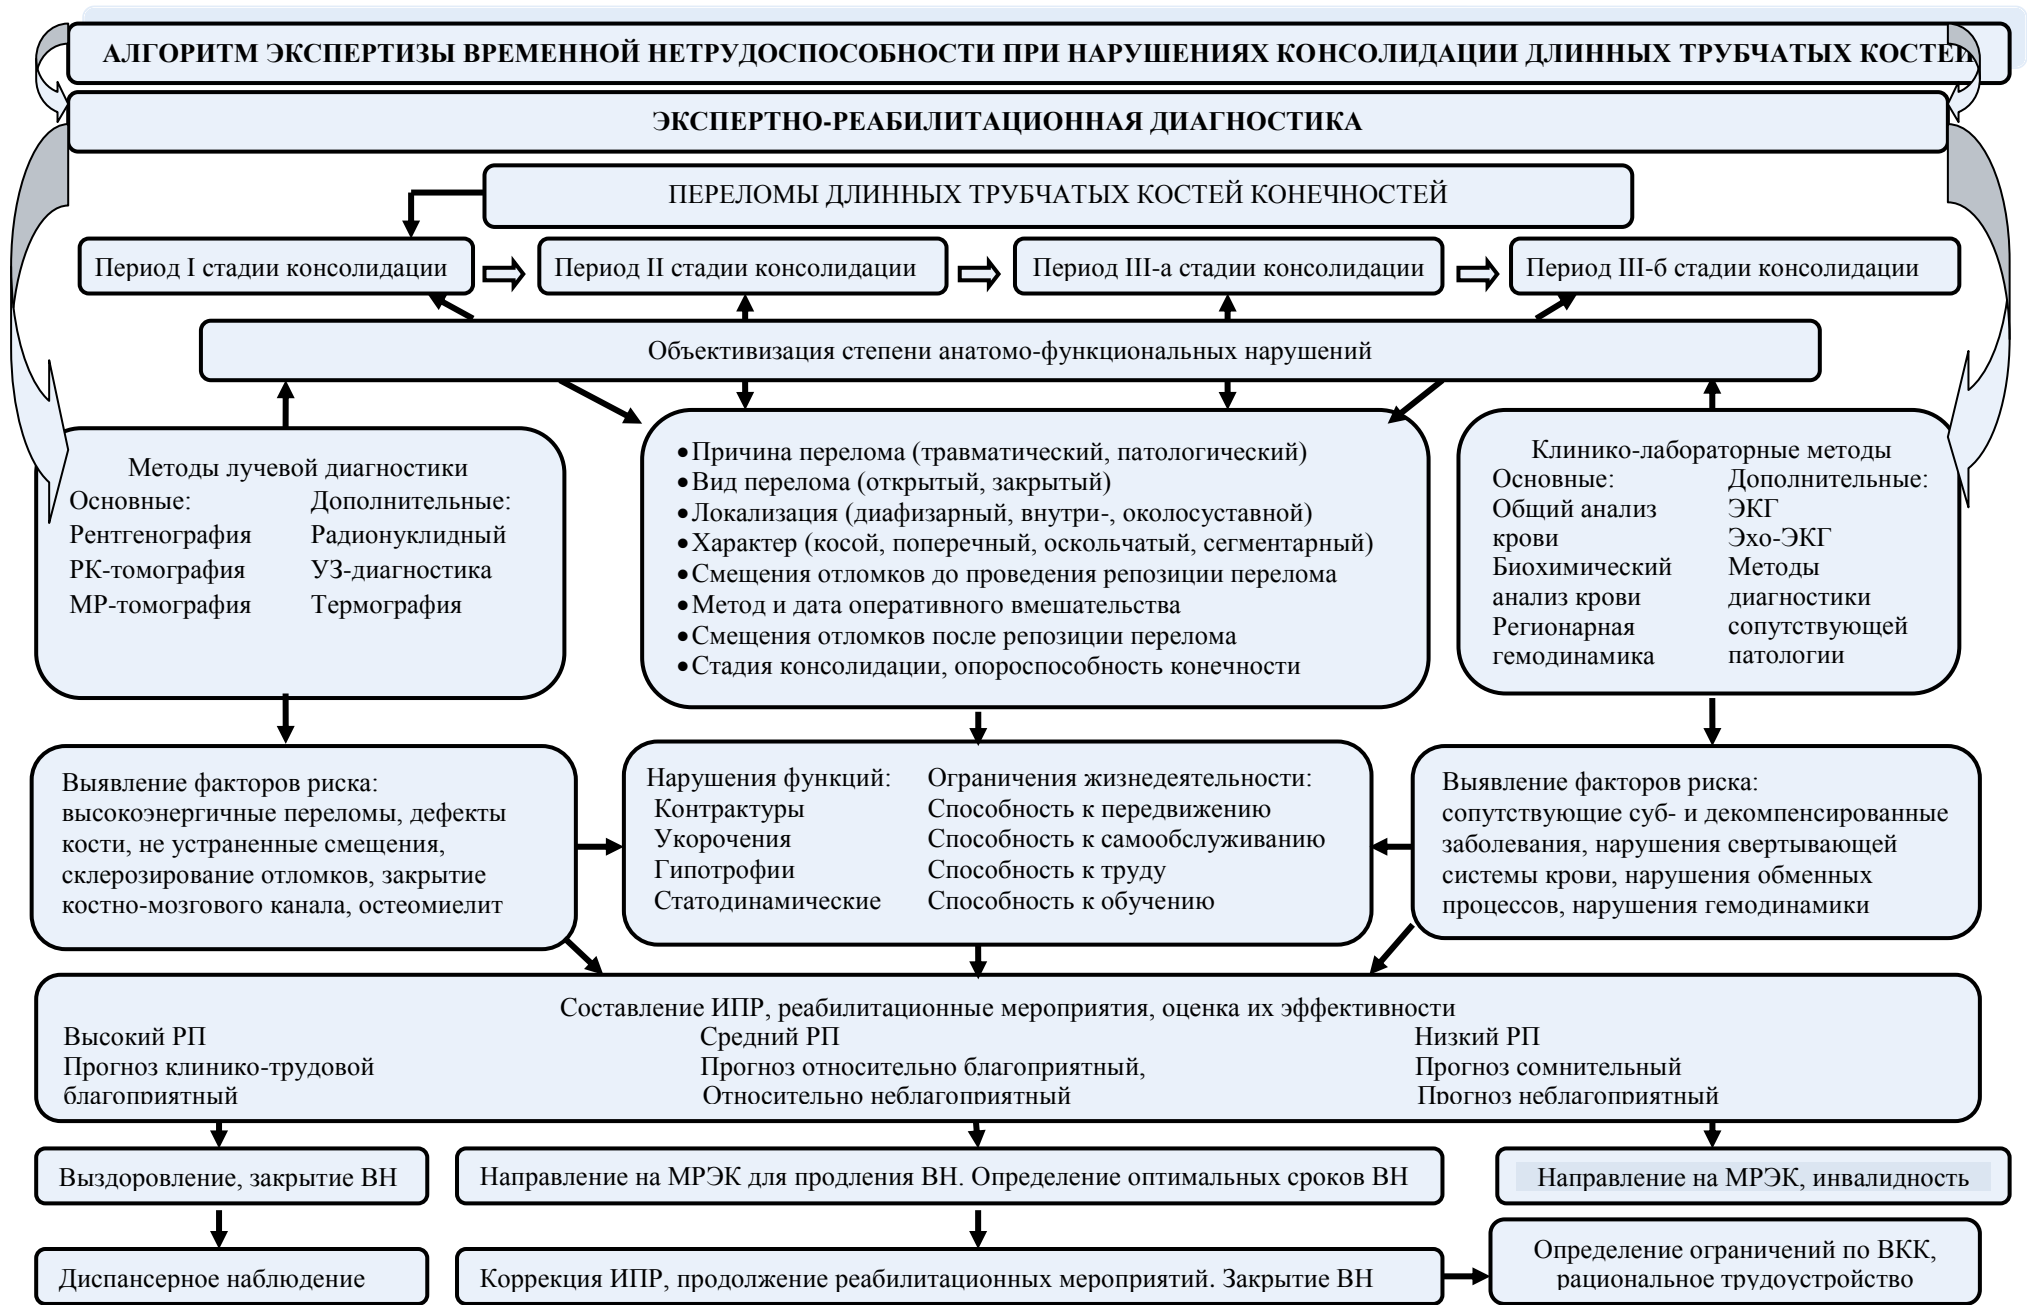 АЛГОРИТМ ЭКСПЕРТИЗЫ ВРЕМЕННОЙ НЕТРУДОСПОСОБНОСТИ ПРИ НАРУШЕНИЯХ КОНСОЛИДАЦИИ ДЛИННЫХ ТРУБЧАТЫХ КОСТЕЙ
ЭКСПЕРТНО-РЕАБИЛИТАЦИОННАЯ ДИАГНОСТИКА
ПЕРЕЛОМЫ ДЛИННЫХ ТРУБЧАТЫХ КОСТЕЙ КОНЕЧНОСТЕЙ
Период I стадии консолидации
Период II стадии консолидации
Период III-а стадии консолидации
Период III-б стадии консолидации
Объективизация степени анатомо-функциональных нарушений
Методы лучевой диагностики
Основные:
Рентгенография
РК-томография
МР-томография
Дополнительные:
Радионуклидный
УЗ-диагностика
Термография
•Причина перелома (травматический, патологический)
•Вид перелома (открытый, закрытый)
•Локализация (диафизарный, внутри-, околосуставной)
•Характер (косой, поперечный, оскольчатый, сегментарный)
•Смещения отломков до проведения репозиции перелома
•Метод и дата оперативного вмешательства
•Смещения отломков после репозиции перелома
•Стадия консолидации, опороспособность конечности
Клинико-лабораторные методы
Основные:
Общий анализ
крови
Биохимический
анализ крови
Регионарная
гемодинамика
Дополнительные:
ЭКГ
Эхо-ЭКГ
Методы
диагностики
сопутствующей
патологии
Выявление факторов риска:
высокоэнергичные переломы, дефекты
кости, не устраненные смещения,
склерозирование отломков, закрытие
костно-мозгового канала, остеомиелит
Нарушения функций:
Контрактуры
Укорочения
Гипотрофии
Статодинамические
Ограничения жизнедеятельности:
Способность к передвижению
Способность к самообслуживанию
Способность к труду
Способность к обучению
Выявление факторов риска:
сопутствующие суб- и декомпенсированные
заболевания, нарушения свертывающей
системы крови, нарушения обменных
процессов, нарушения гемодинамики
Составление ИПР, реабилитационные мероприятия, оценка их эффективности
Высокий РП
Прогноз клинико-трудовой
благоприятный
Средний РП
Прогноз относительно благоприятный,
Относительно неблагоприятный
Низкий РП
Прогноз сомнительный
Прогноз неблагоприятный
Выздоровление, закрытие ВН
Направление на МРЭК для продления ВН. Определение оптимальных сроков ВН
Направление на МРЭК, инвалидность
Диспансерное наблюдение
Коррекция ИПР, продолжение реабилитационных мероприятий. Закрытие ВН
Определение ограничений по ВКК,
рациональное трудоустройство